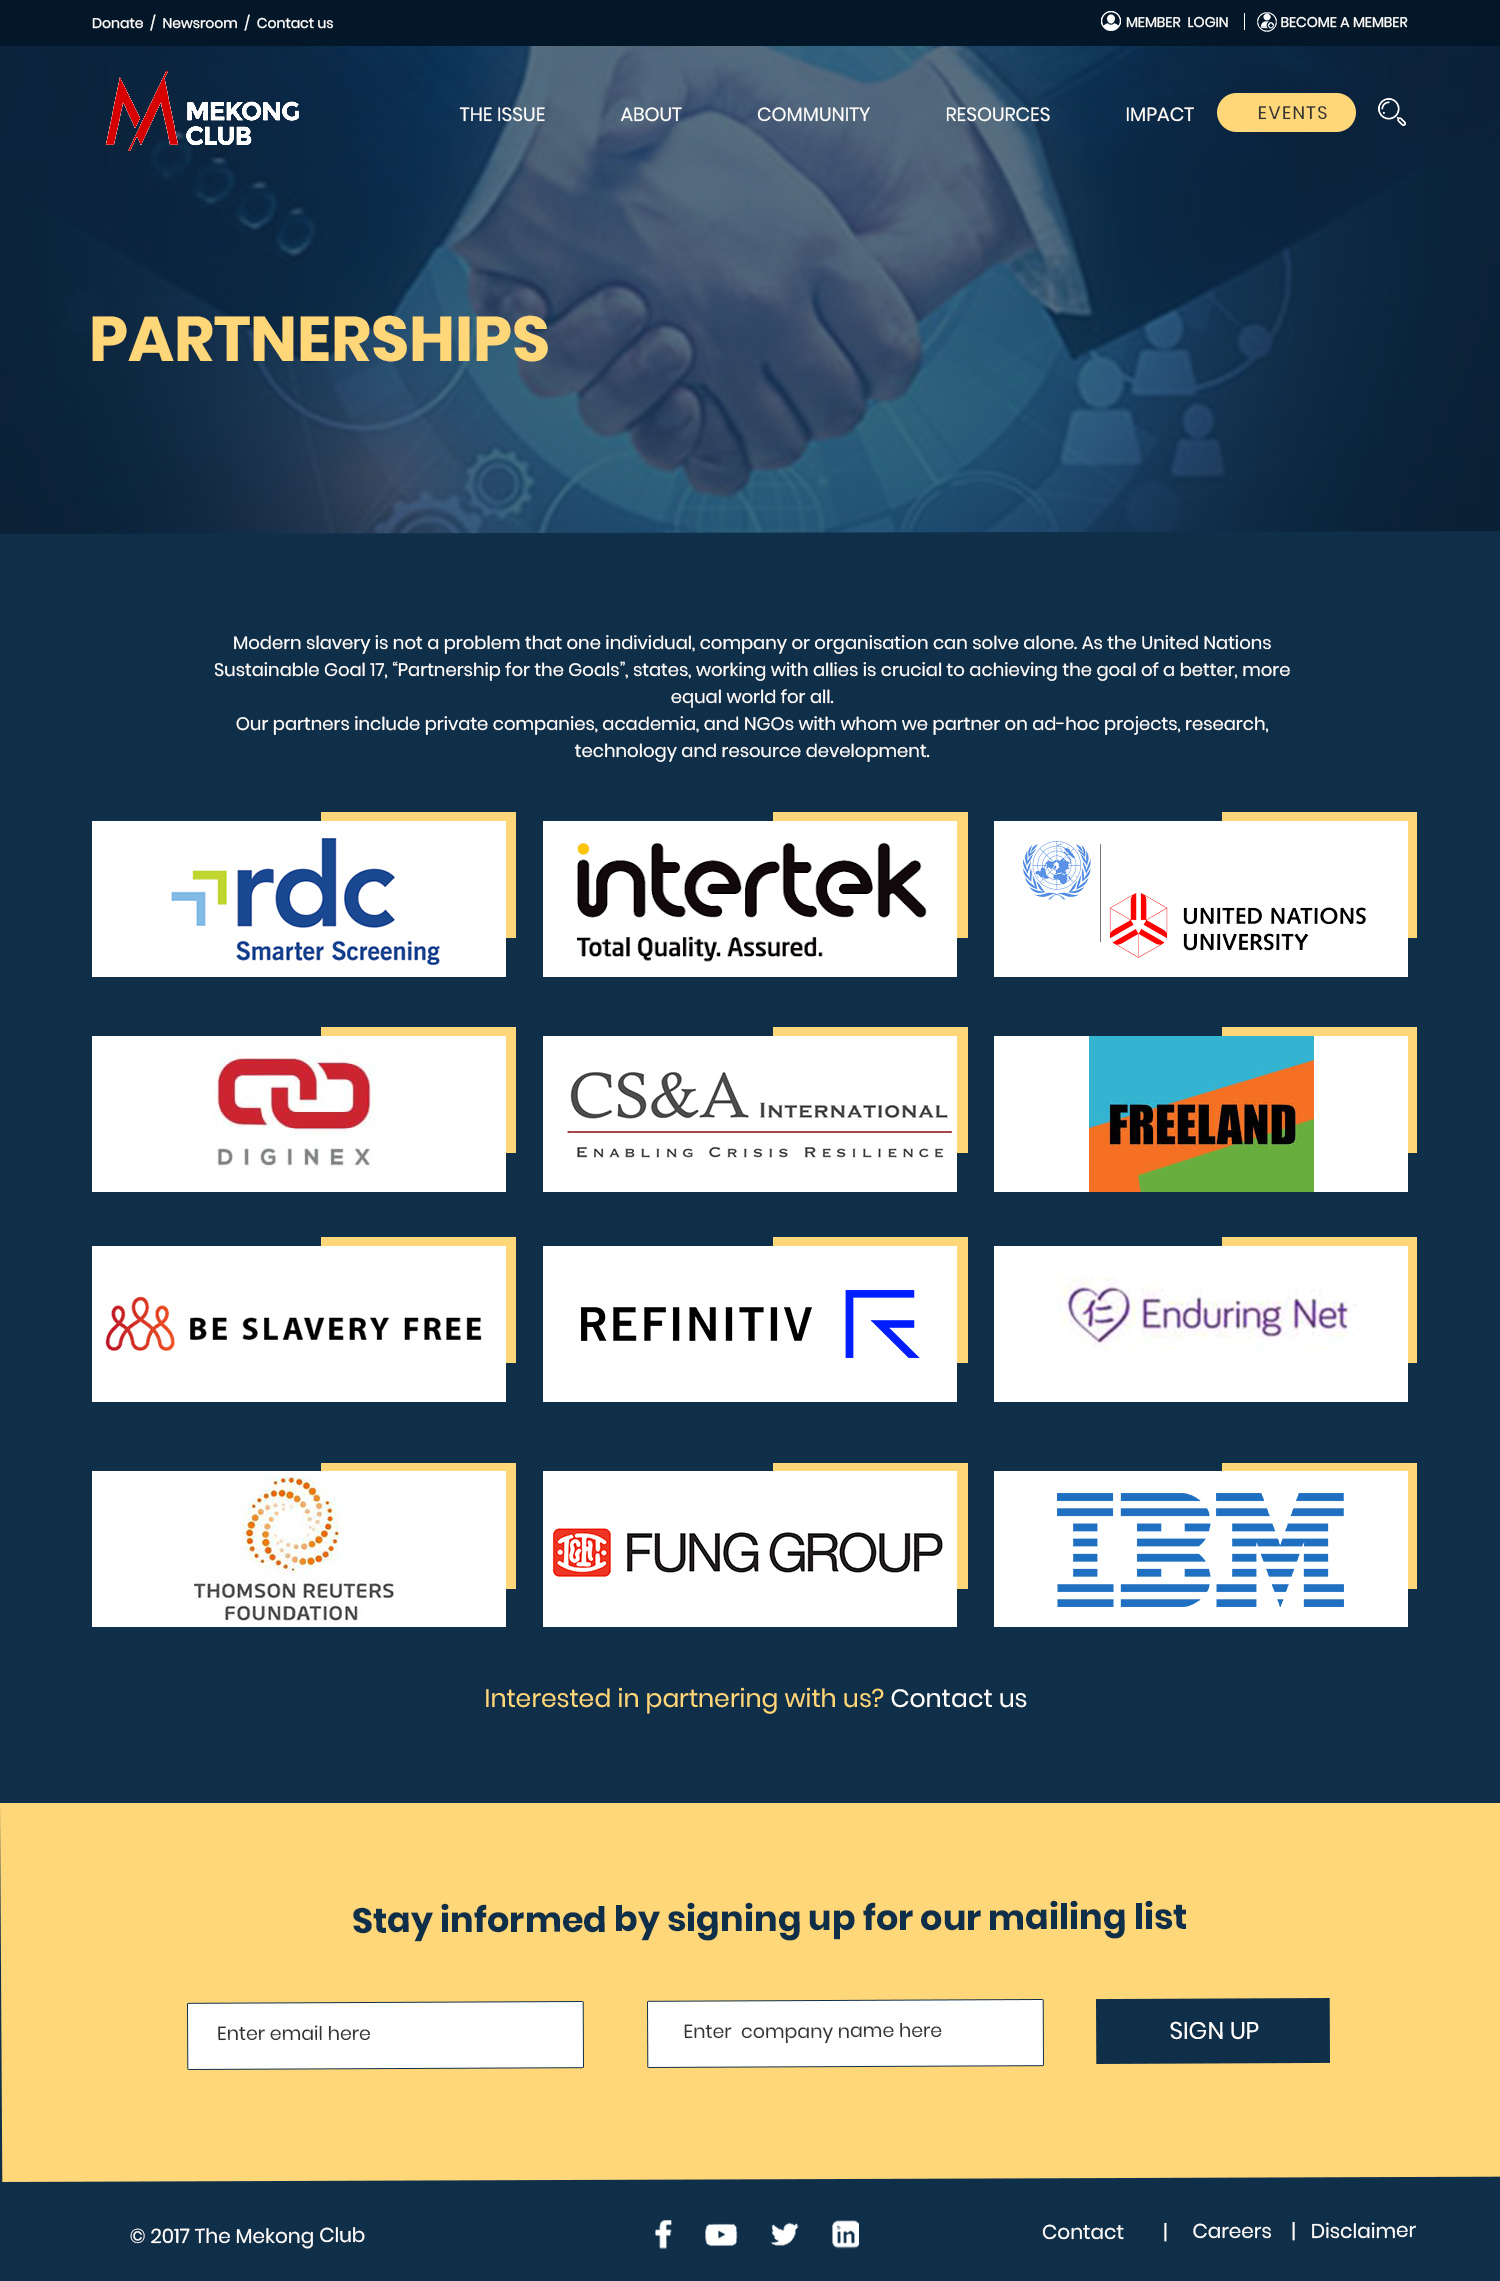 Donate / Newsroom / Contact us
MEMBER LOGIN | BECOME A MEMBER
MEKONG
CLUB
THE ISSUE ABOUT COMMUNITY RESOURCES IMPACT EVENTS
PARTNERSHIPS
Modern slavery is not a problem that one individual, company or organisation can solve alone. As the United Nations
Sustainable Goal 17, “Partnership for the Goals”, states, working with allies is crucial to achieving the goal of a better, more
equal world for all.
Our partners include private companies, academia, and NGOs with whom we partner on ad-hoc projects, research,
technology and resource development.
rdc
Smarter Screening
intertek
Total Quality. Assured.
UNITED NATIONS
UNIVERSITY
DIGINEX
CS&A INTERNATIONAL
ENABLING CRISIS RESILIENCE
FREELAND
BE SLAVERY FREE
REFINITIV
仁 Enduring Net
THOMSON REUTERS
FOUNDATION
FUNG GROUP
IBM
Interested in partnering with us? Contact us
Stay informed by signing up for our mailing list
Enter email here
Enter company name here
SIGN UP
© 2017 The Mekong Club
Contact | Careers | Disclaimer